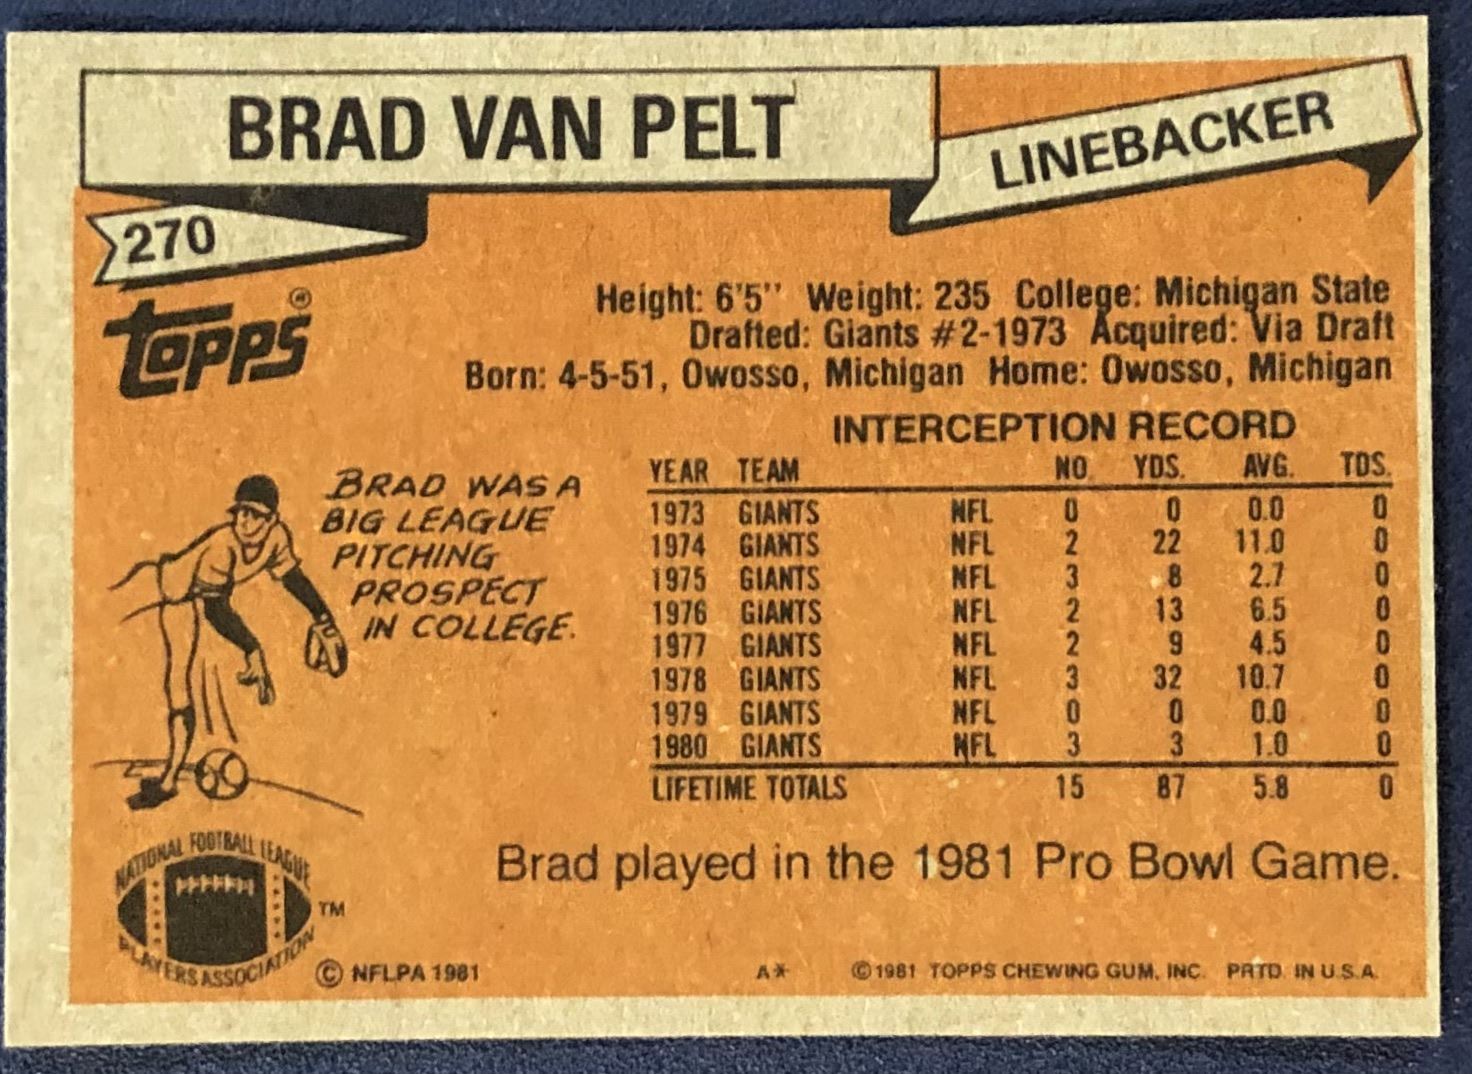 BRAD VAN PELT
LINEBACKER
270
TOPPS®
Height: 6'5'' Weight: 235 College: Michigan State
Drafted: Giants #2-1973 Acquired: Via Draft
Born: 4-5-51, Owosso, Michigan Home: Owosso, Michigan
INTERCEPTION RECORD
YEAR TEAM NO. YDS. AVG. TDS.
1973 GIANTS NFL 0 0 0.0 0
1974 GIANTS NFL 2 22 11.0 0
1975 GIANTS NFL 3 8 2.7 0
1976 GIANTS NFL 2 13 6.5 0
1977 GIANTS NFL 2 9 4.5 0
1978 GIANTS NFL 3 32 10.7 0
1979 GIANTS NFL 0 0 0.0 0
1980 GIANTS NFL 3 3 1.0 0
LIFETIME TOTALS 15 87 5.8 0
BRAD WAS A
BIG LEAGUE
PITCHING
PROSPECT
IN COLLEGE.
Brad played in the 1981 Pro Bowl Game.
NATIONAL FOOTBALL LEAGUE
PLAYERS ASSOCIATION
TM
© NFLPA 1981
A*
©1981 TOPPS CHEWING GUM, INC. PRTD. IN U.S.A.